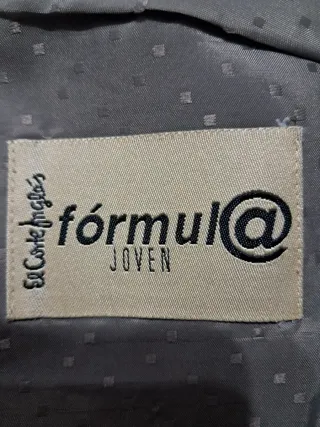 El Corte Inglés
fórmul@
JOVEN